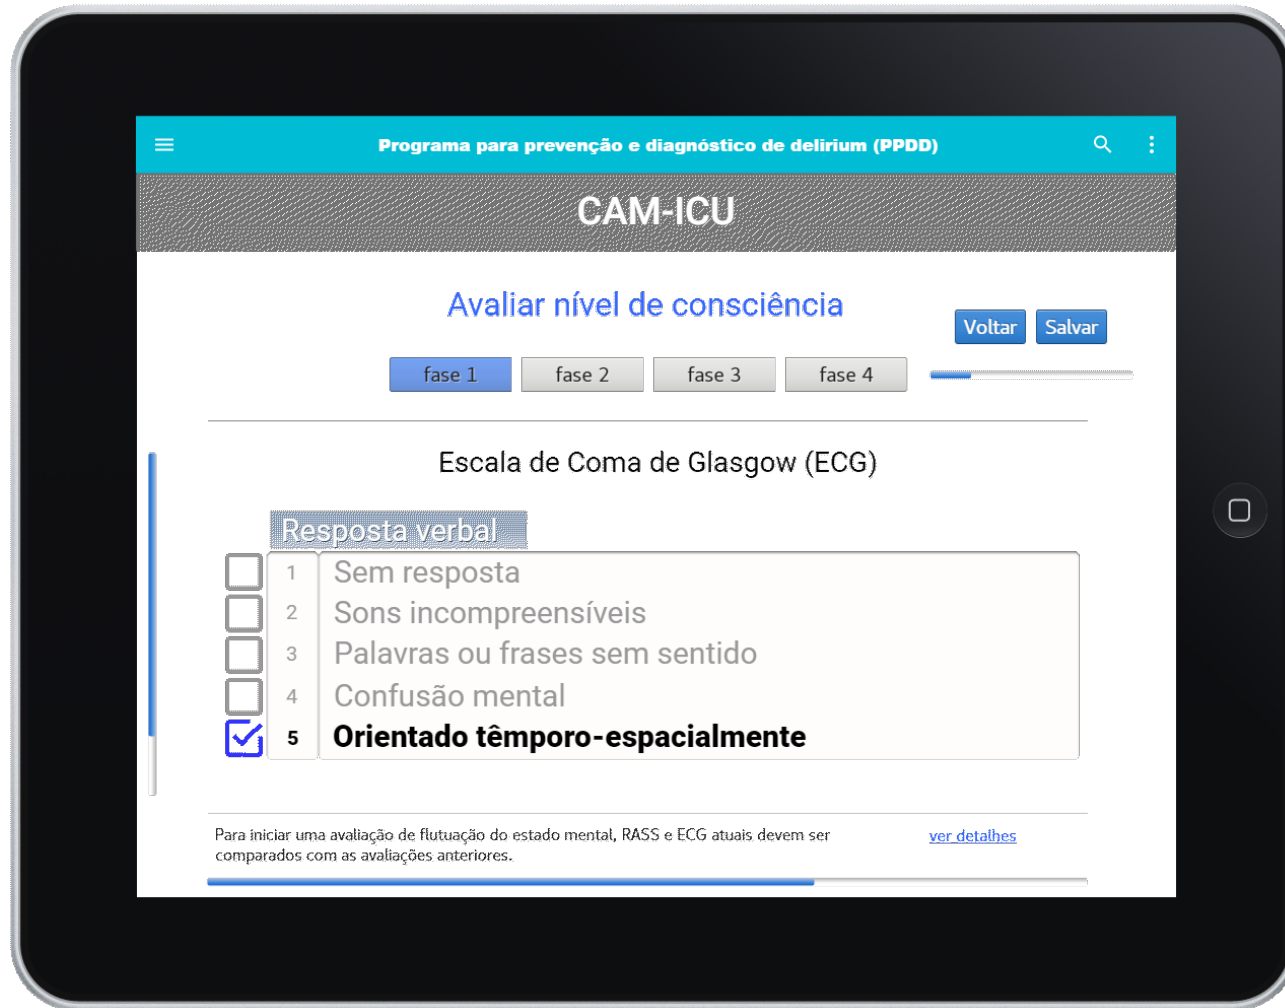 Programa para prevenção e diagnóstico de delirium (PPDD)
CAM-ICU
Avaliar nível de consciência
Voltar Salvar
fase 1 fase 2 fase 3 fase 4
Escala de Coma de Glasgow (ECG)
Resposta verbal
1 Sem resposta
2 Sons incompreensíveis
3 Palavras ou frases sem sentido
4 Confusão mental
5 Orientado têmporo-espacialmente
Para iniciar uma avaliação de flutuação do estado mental, RASS e ECG atuais devem ser
comparados com as avaliações anteriores.
ver detalhes